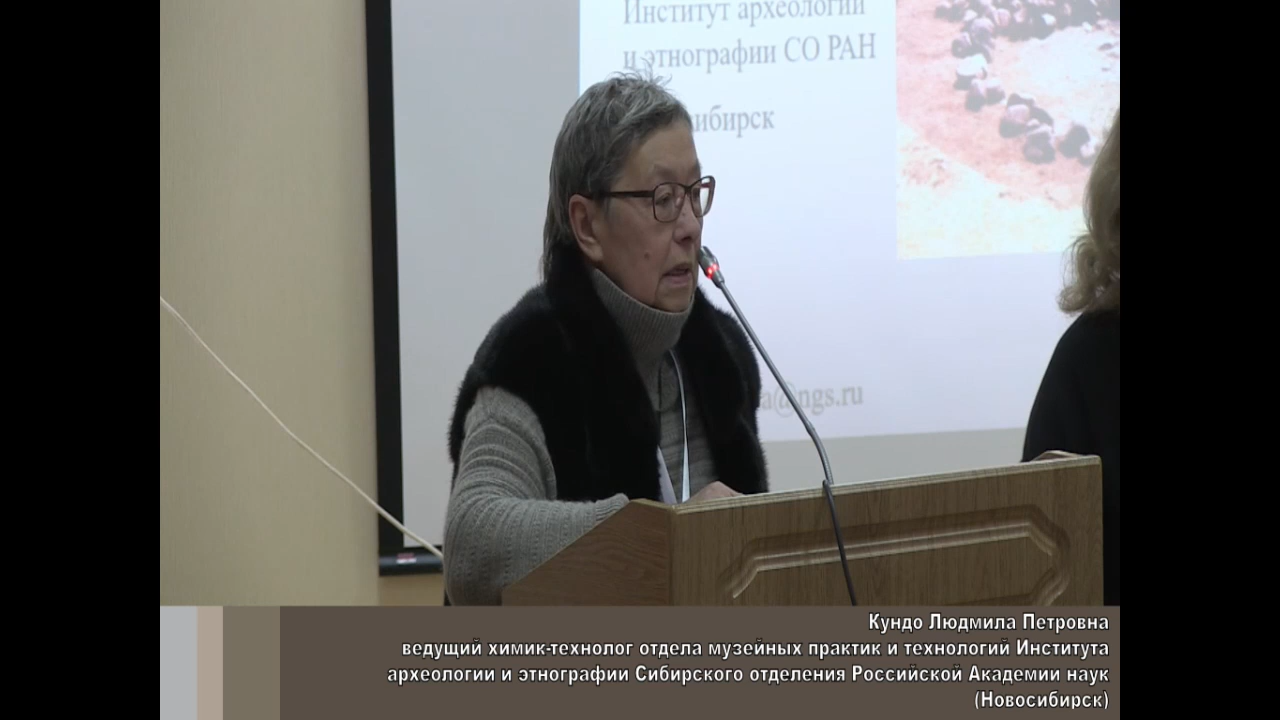 Институт археологии
и этнографии СО РАН
@ngs.ru
Кундо Людмила Петровна
ведущий химик-технолог отдела музейных практик и технологий Института
археологии и этнографии Сибирского отделения Российской Академии наук
(Новосибирск)